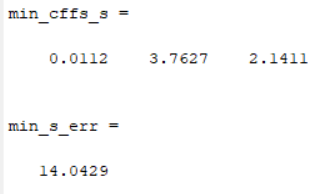 min_cffs_s =
0.0112 3.7627 2.1411
min_s_err =
14.0429